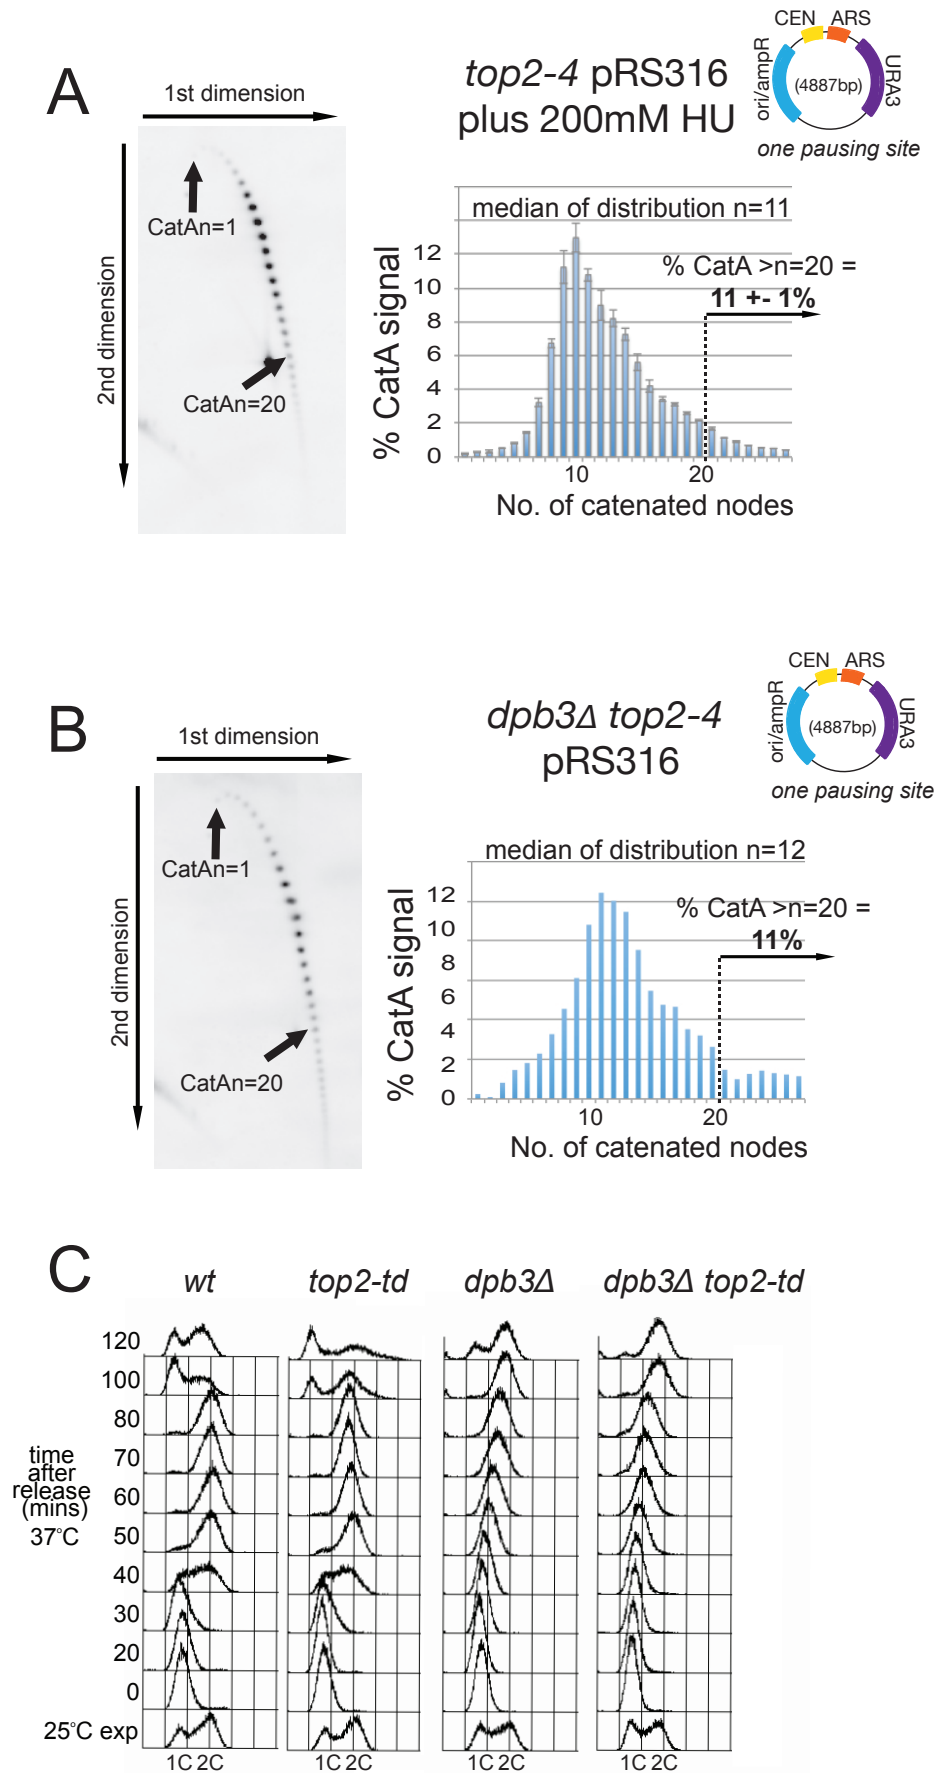 A
1st dimension
2nd dimension
CatAn=1
CatAn=20
top2-4 pRS316
plus 200mM HU
CEN ARS
ori/ampR
(4887bp)
URA3
one pausing site
median of distribution n=11
% CatA >n=20 =
11 +- 1%
% CatA signal
12
10
8
6
4
2
0
10 20
No. of catenated nodes
B
1st dimension
2nd dimension
CatAn=1
CatAn=20
dpb3Δ top2-4
pRS316
CEN ARS
ori/ampR
(4887bp)
URA3
one pausing site
median of distribution n=12
% CatA >n=20 =
11%
% CatA signal
12
10
8
6
4
2
0
10 20
No. of catenated nodes
C
wt top2-td dpb3Δ dpb3Δ top2-td
time
after
release
(mins)
37°C
120
100
80
70
60
50
40
30
20
0
25°C exp
1C 2C 1C 2C 1C 2C 1C 2C